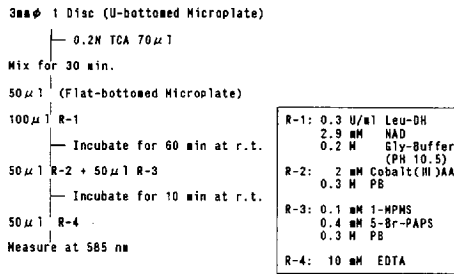 3mmφ 1 Disc (U-bottomed Microplate)
0.2N TCA 70μl
Mix for 30 min.
50μl (Flat-bottomed Microplate)
100μl R-1
Incubate for 60 min at r.t.
50μl R-2 + 50μl R-3
Incubate for 10 min at r.t.
50μl R-4
Measure at 585 nm
R-1: 0.3 U/ml Leu-DH
2.9 mM NAD
0.2 M Gly-Buffer
(PH 10.5)
R-2: 2 mM Cobalt(III)AA
0.3 M PB
R-3: 0.1 mM 1-MPMS
0.4 mM 5-Br-PAPS
0.3 M PB
R-4: 10 mM EDTA